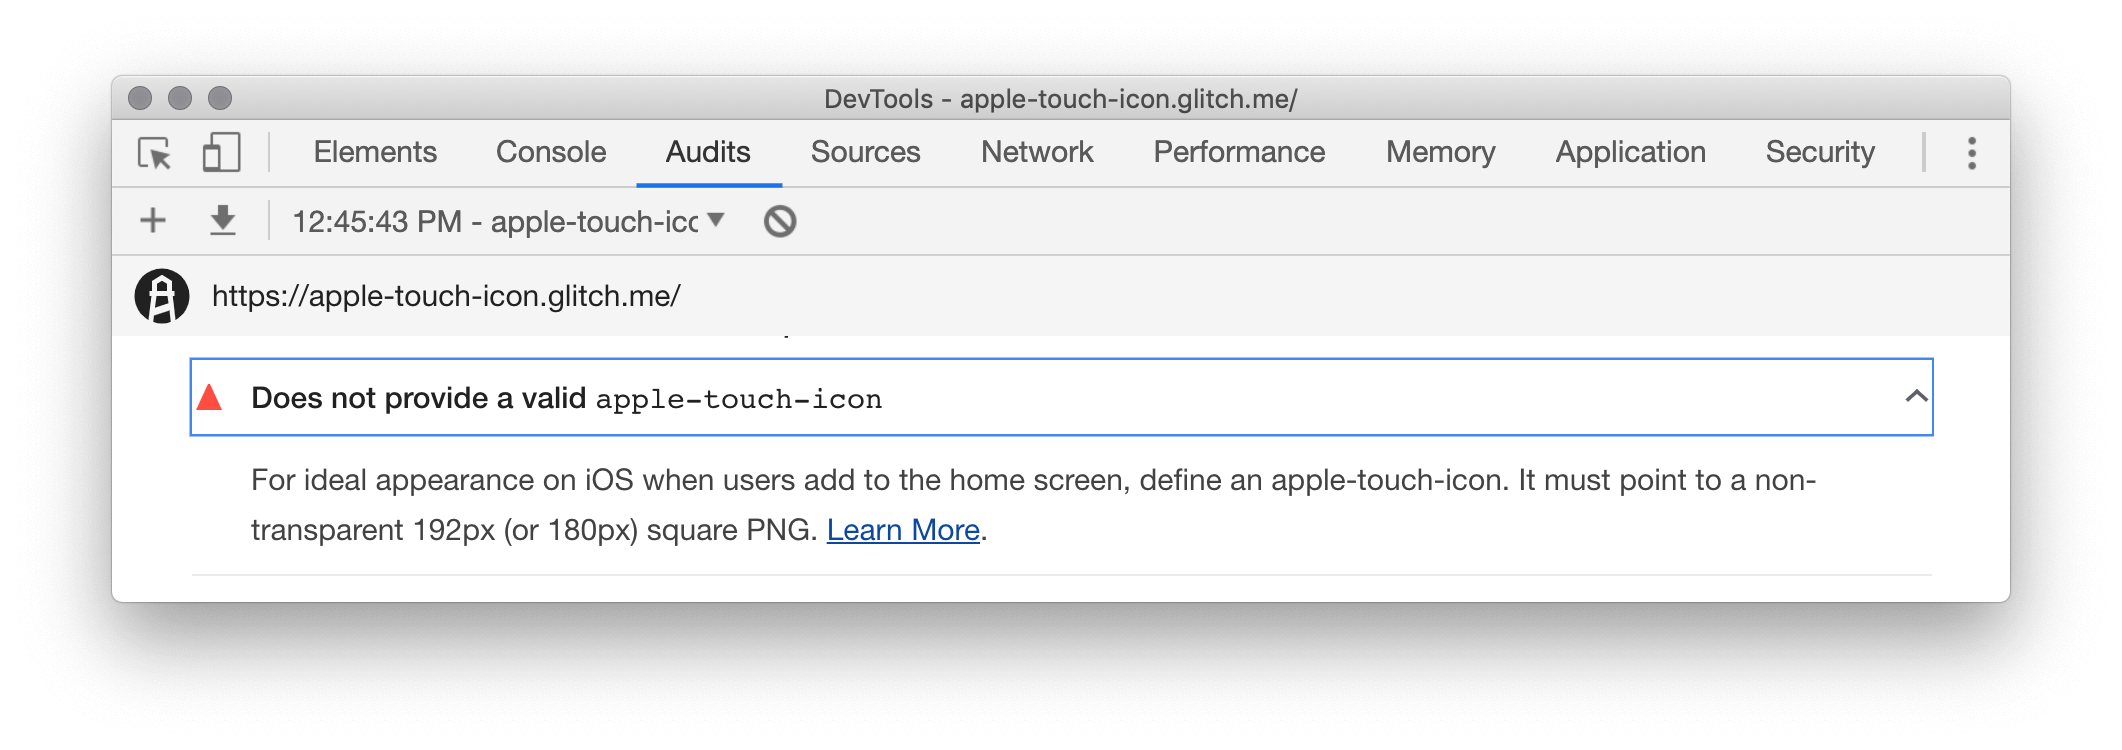 DevTools - apple-touch-icon.glitch.me/
Elements Console Audits Sources Network Performance Memory Application Security
12:45:43 PM - apple-touch-ico
https://apple-touch-icon.glitch.me/
Does not provide a valid apple-touch-icon
For ideal appearance on iOS when users add to the home screen, define an apple-touch-icon. It must point to a non-
transparent 192px (or 180px) square PNG. Learn More.